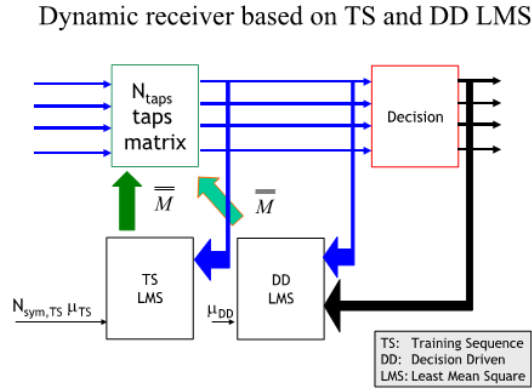 Dynamic receiver based on TS and DD LMS
N_taps
taps
matrix
Decision
M
M
TS
LMS
DD
LMS
N_sym,TS μ_TS
μ_DD
TS: Training Sequence
DD: Decision Driven
LMS: Least Mean Square